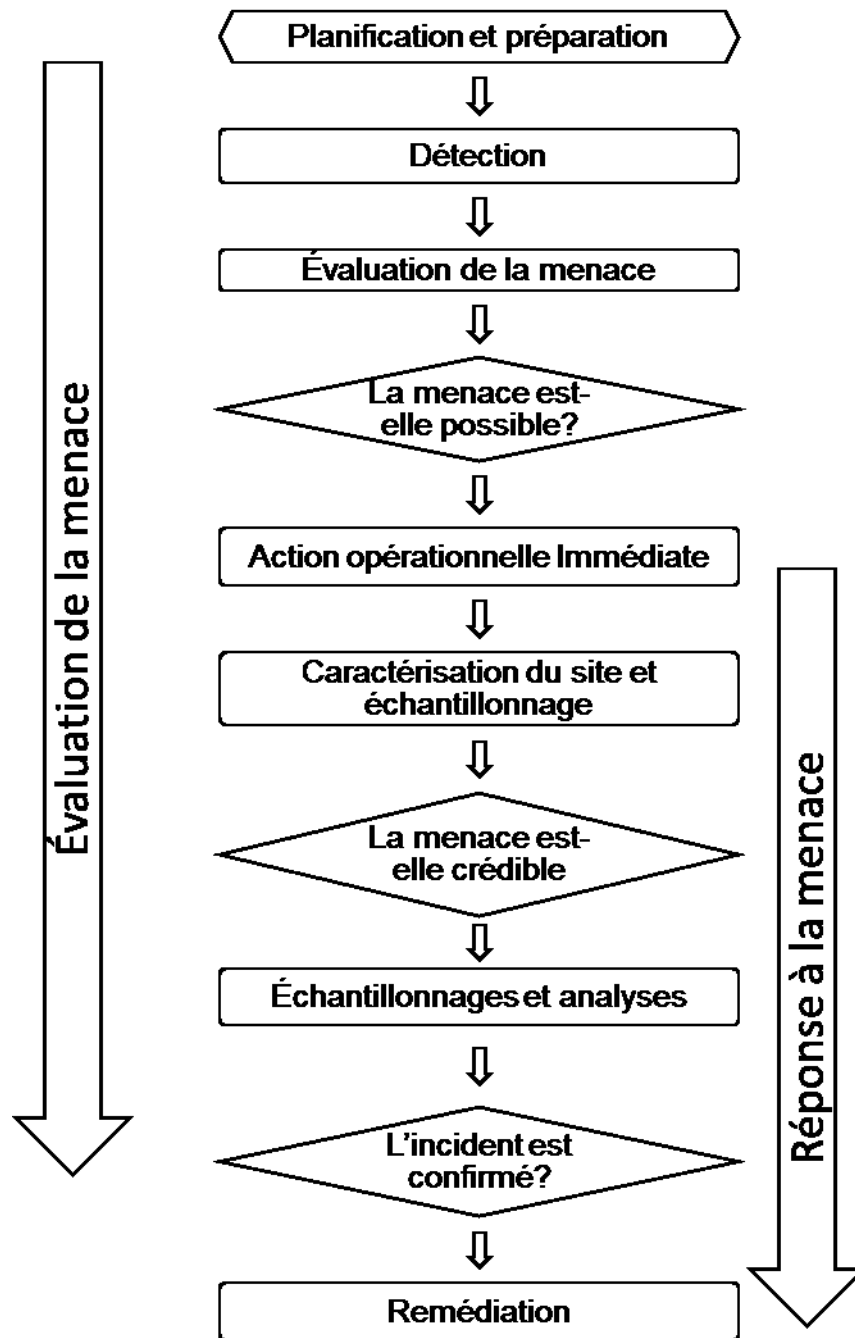 Planification et préparation
Détection
Évaluation de la menace
La menace est-
elle possible?
Action opérationnelle Immédiate
Caractérisation du site et
échantillonnage
La menace est-
elle crédible
Échantillonnages et analyses
L'incident est
confirmé?
Remédiation
Évaluation de la menace
Réponse à la menace